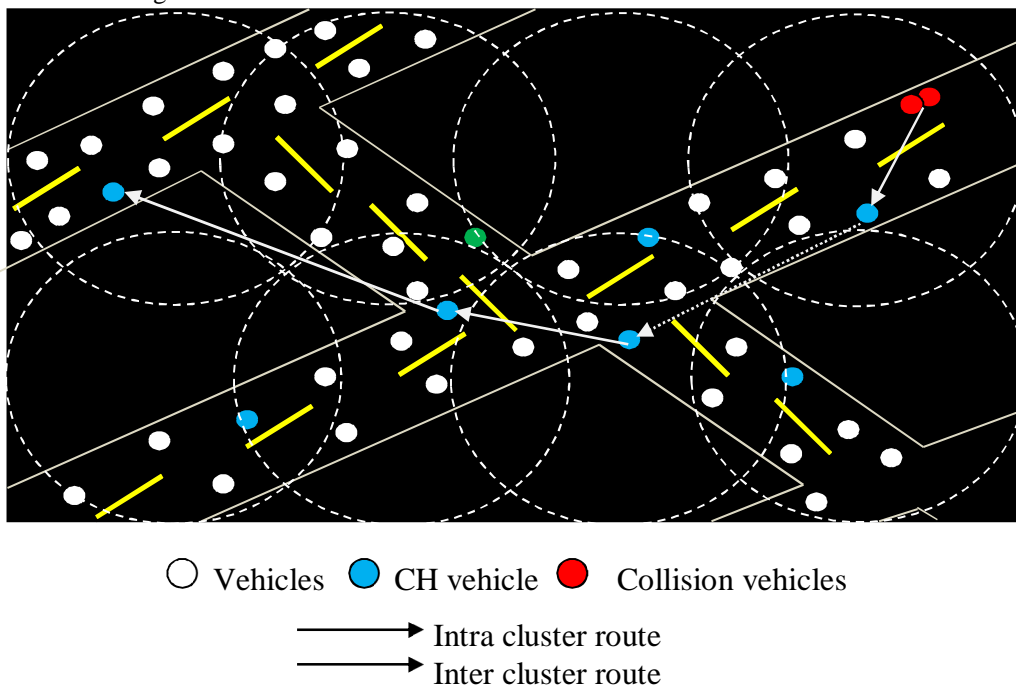 Vehicles CH vehicle Collision vehicles
Intra cluster route
Inter cluster route